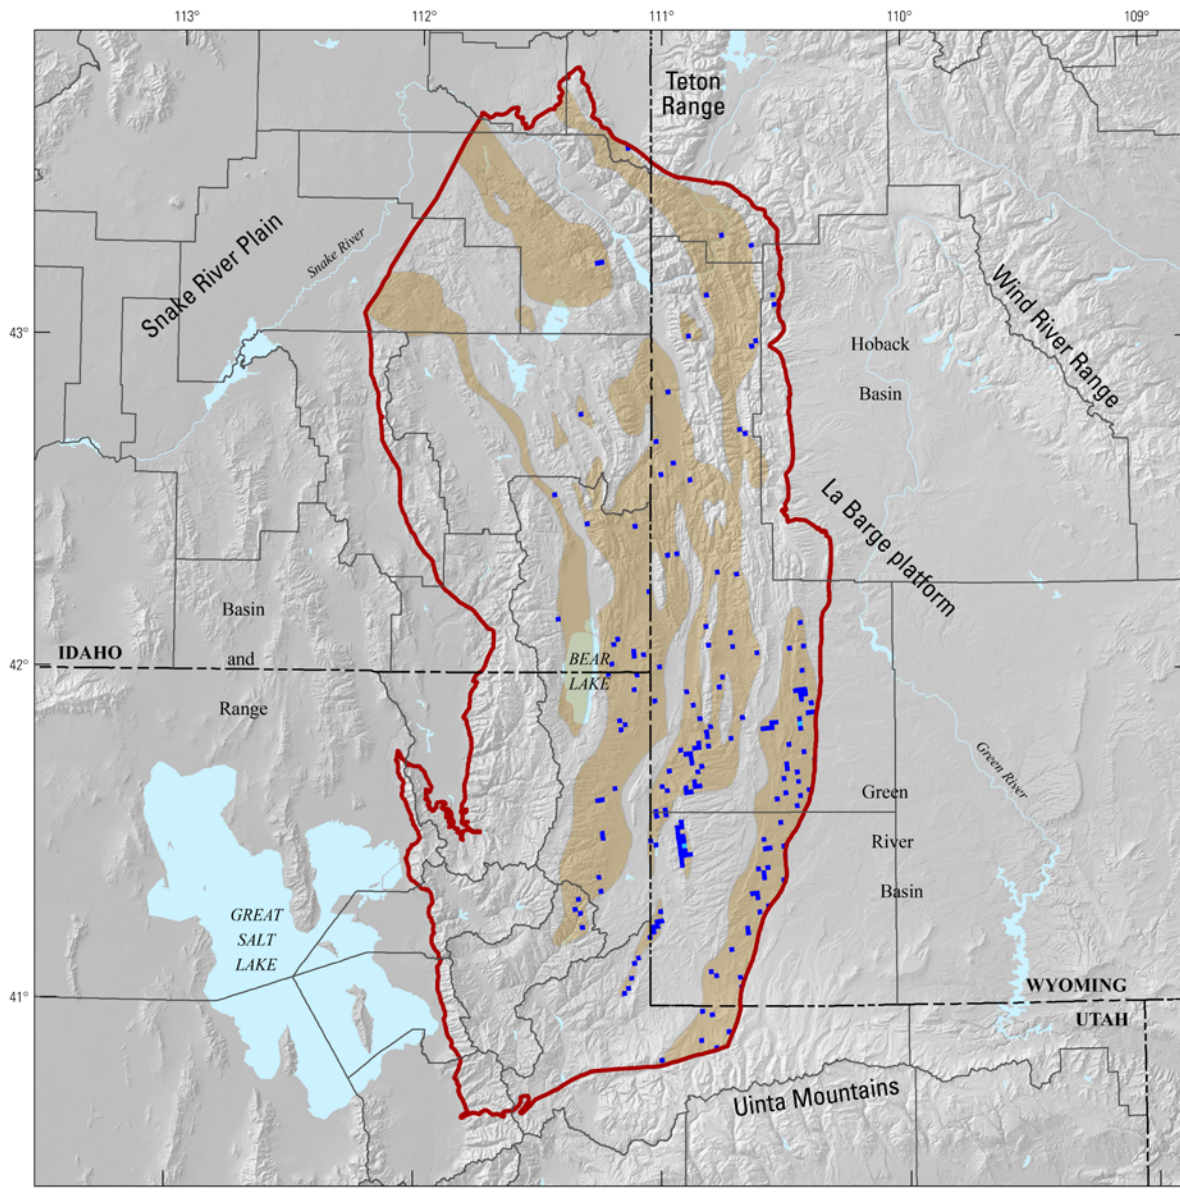 113°
112°
111°
110°
109°
Teton
Range
Snake River Plain
Snake River
Wind River Range
43°
Hoback
Basin
La Barge platform
Basin
and
Range
42°
IDAHO
BEAR
LAKE
Green River
Green
River
Basin
GREAT
SALT
LAKE
41°
WYOMING
UTAH
Uinta Mountains